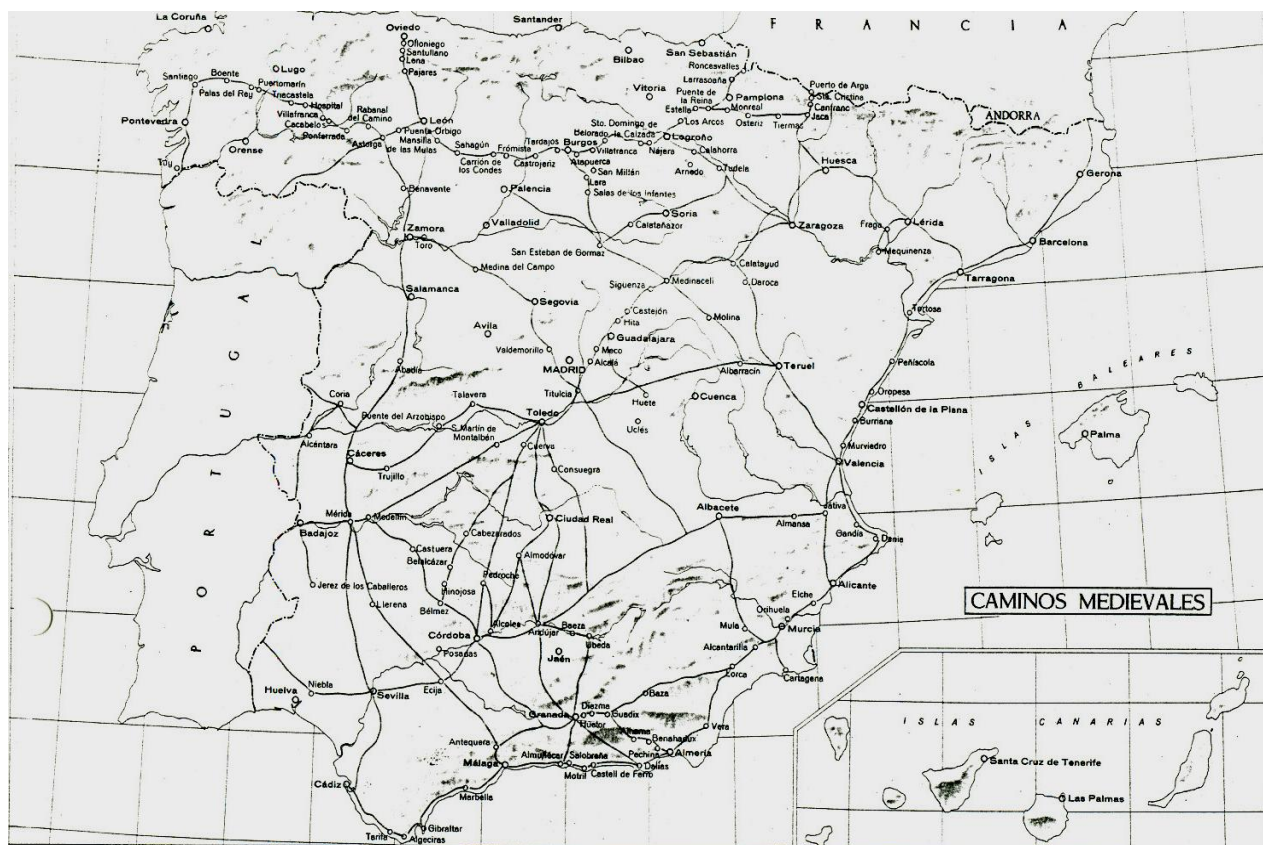 FRANCIA
La Coruña
Santander
Oviedo
Olloniego
Santullano
Lena
Pajares
San Sebastián
Bilbao
Roncesvalles
Larrasoaña
Lugo
Boente
Santiago
Palas del Rey
Puertomarín
Triacastela
Hospital
Villafranca
Cacabelos
Ponferrada
Rabanal
del Camino
Vitoria
Puente de
la Reina
Pamplona
Estella
Monreal
Puerto de Arga
Sta. Cristina
Canfranc
Jaca
Osteriz
Tiermas
ANDORRA
Pontevedra
Orense
Tuy
León
Puente Orbigo
Astorga
Mansilla
de las Mulas
Sahagún
Carrión de
los Condes
Frómista
Castrojeriz
Tardajos
Burgos
Sto. Domingo de
la Calzada
Belorado
Villafranca
Atapuerca
San Millán
Lara
Salas de los Infantes
Los Arcos
Logroño
Nájera
Calahorra
Arnedo
Tudela
Huesca
Gerona
Benavente
Palencia
Zamora
Toro
Valladolid
Soria
Calatañazor
Zaragoza
Fraga
Lérida
Mequinenza
Barcelona
Tarragona
San Esteban de Gormaz
Medina del Campo
Calatayud
Daroca
Medinaceli
Sigüenza
Salamanca
Segovia
Castejón
Hita
Molina
Tortosa
Avila
Guadalajara
Valdemorillo
Meco
Alcalá
MADRID
Abadía
Albarracín
Teruel
Peñíscola
Titulcia
Coria
Talavera
Huete
Cuenca
Oropesa
Castellón de la Plana
Burriana
Puente del Arzobispo
S. Martín de
Montalbán
Toledo
Uclés
Cuerva
Alcántara
Cáceres
Trujillo
Consuegra
Murviedro
Valencia
ISLAS BALEARES
Palma
PORTUGAL
Mérida
Medellín
Badajoz
Ciudad Real
Albacete
Almansa
Játiva
Gandía
Denia
Castuera
Cabezarados
Belalcázar
Almodóvar
Pedroche
Hinojosa
Bélmez
Jerez de los Caballeros
Llerena
Alicante
Elche
Orihuela
CAMINOS MEDIEVALES
Córdoba
Alcolea
Andújar
Baeza
Ubeda
Mula
Murcia
Posadas
Jaén
Alcantarilla
Lorca
Cartagena
Huelva
Niebla
Sevilla
Ecija
Baza
Granada
Diezma
Huetor
Guadix
Vera
Antequera
Benahadux
Pechina
Almería
Málaga
Almuñécar
Salobreña
Motril
Castell de Ferro
Dalías
Cádiz
Marbella
Tarifa
Gibraltar
Algeciras
ISLAS CANARIAS
Santa Cruz de Tenerife
Las Palmas